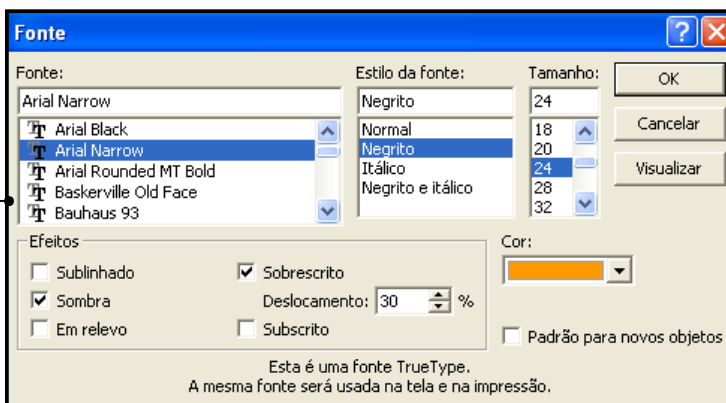 Fonte
Fonte:
Estilo da fonte:
Tamanho:
OK
Arial Narrow
Negrito
24
Arial Black
Normal
18
Cancelar
Arial Narrow
Negrito
20
Arial Rounded MT Bold
Itálico
24
Visualizar
Baskerville Old Face
Negrito e itálico
28
Bauhaus 93
32
Efeitos
Cor:
Sublinhado
Sobrescrito
Sombra
Deslocamento: 30 %
Em relevo
Subscrito
Padrão para novos objetos
Esta é uma fonte TrueType.
A mesma fonte será usada na tela e na impressão.